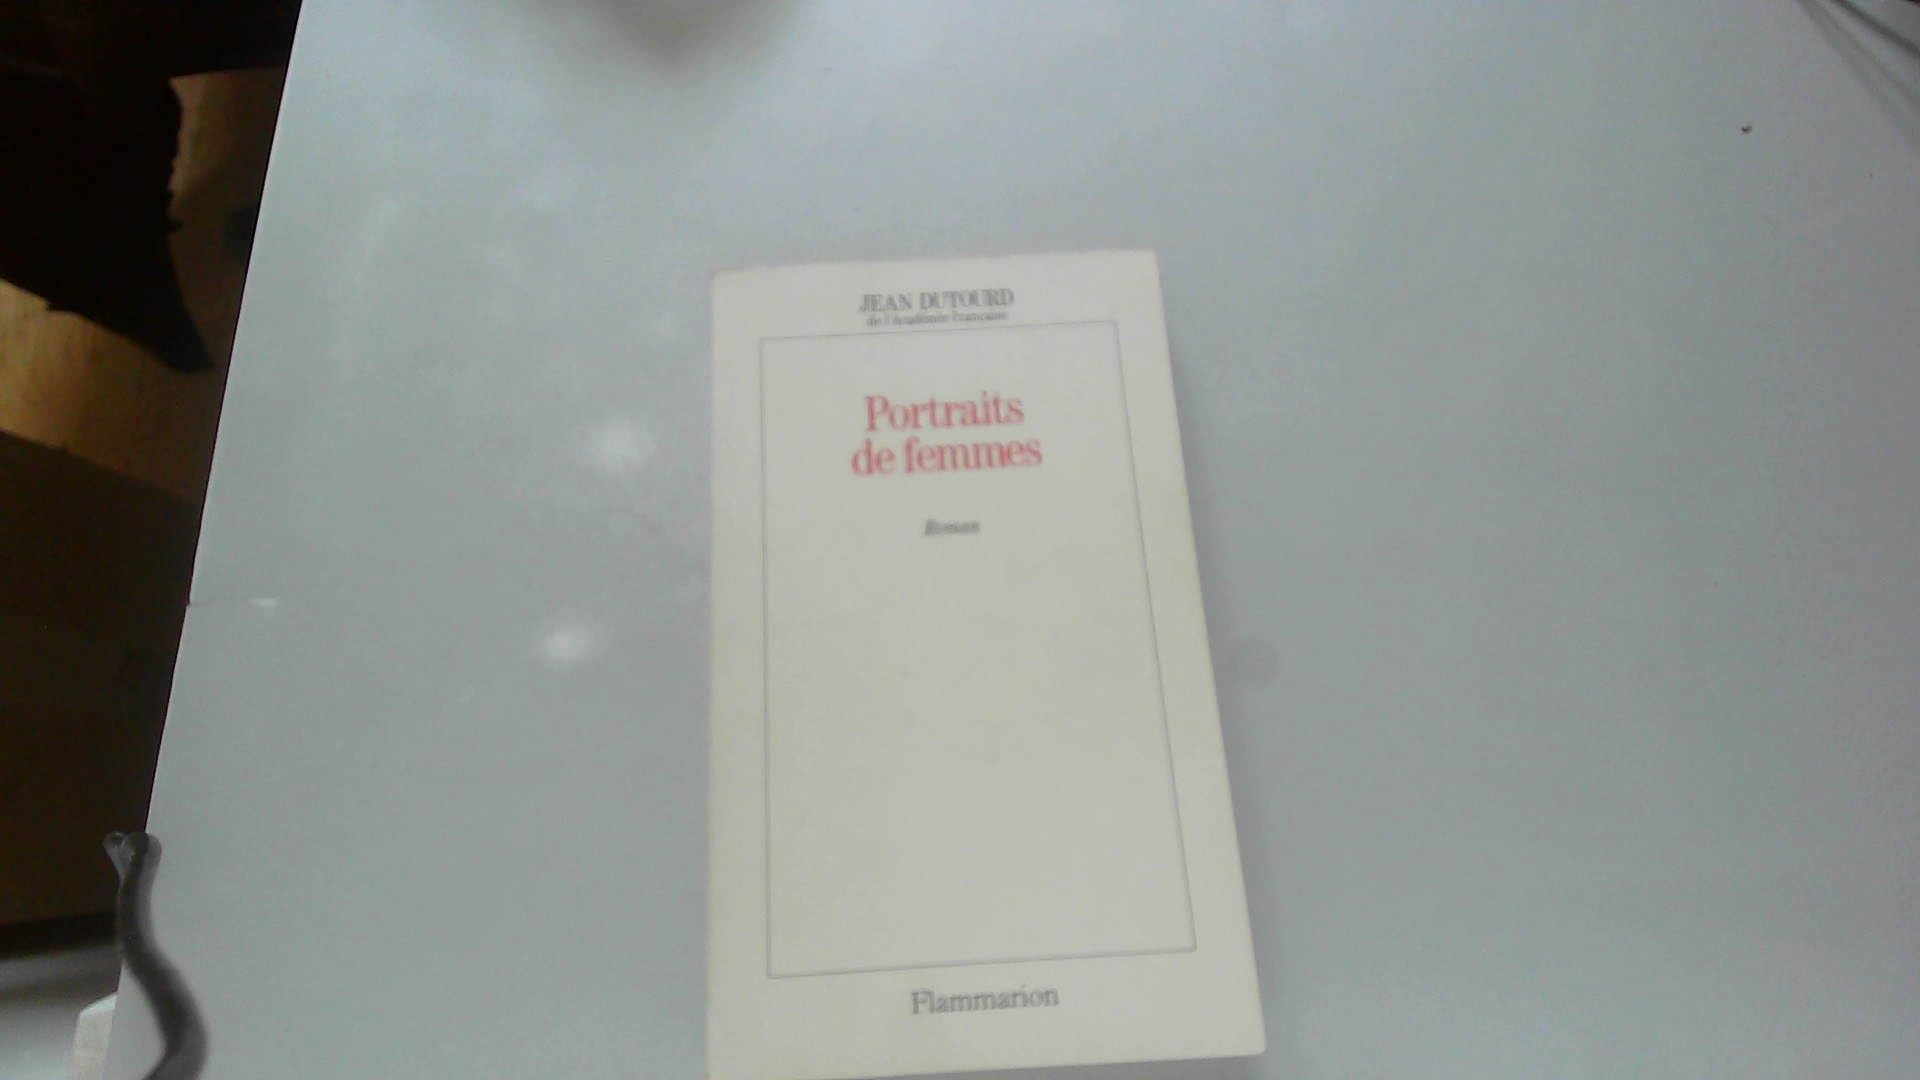 JEAN DUTOURD
de l'Académie française
Portraits
de femmes
Roman
Flammarion